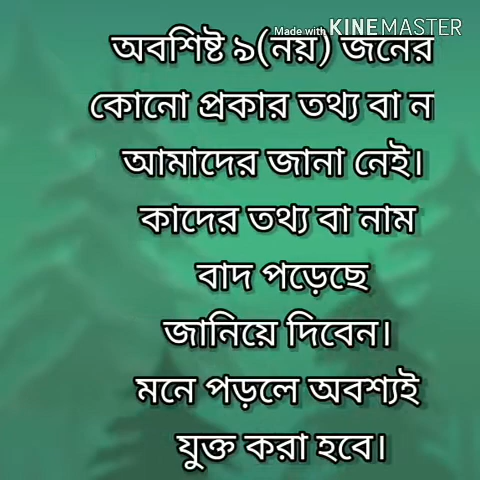 Made with KINEMASTER
অবশিষ্ট ৯(নয়) জনের
কোনো প্রকার তথ্য বা ন
আমাদের জানা নেই।
কাদের তথ্য বা নাম
বাদ পড়েছে
জানিয়ে দিবেন।
মনে পড়লে অবশ্যই
যুক্ত করা হবে।